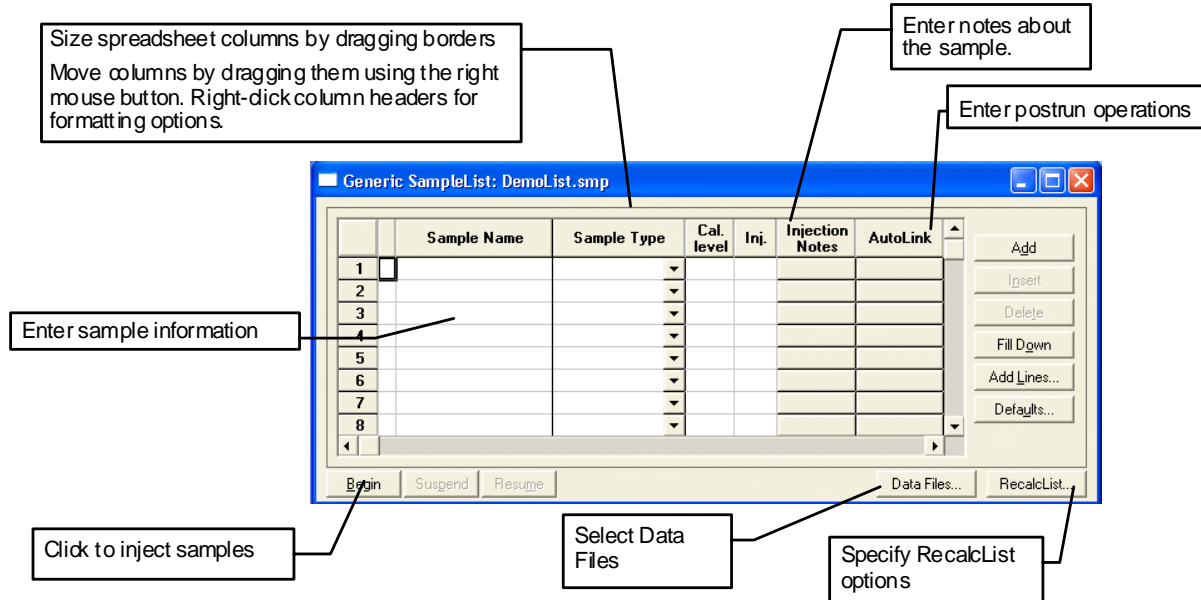 Size spreadsheet columns by dragging borders
Move columns by dragging them using the right
mouse button. Right-click column headers for
formatting options.
Enter notes about
the sample.
Enter postrun operations
Generic SampleList: DemoList.smp
Sample Name Sample Type Cal. level Inj. Injection Notes AutoLink
1
2
3
4
5
6
7
8
Add
Insert
Delete
Fill Down
Add Lines...
Defaults...
Enter sample information
Begin Suspend Resume Data Files... RecalcList...
Click to inject samples
Select Data
Files
Specify RecalcList
options